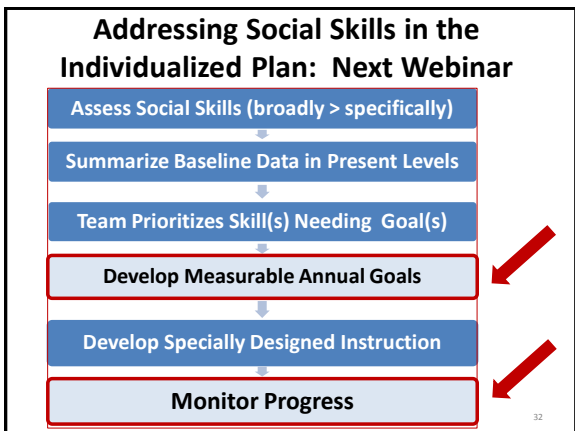 Addressing Social Skills in the
Individualized Plan: Next Webinar
Assess Social Skills (broadly > specifically)
Summarize Baseline Data in Present Levels
Team Prioritizes Skill(s) Needing Goal(s)
Develop Measurable Annual Goals
Develop Specially Designed Instruction
Monitor Progress
32